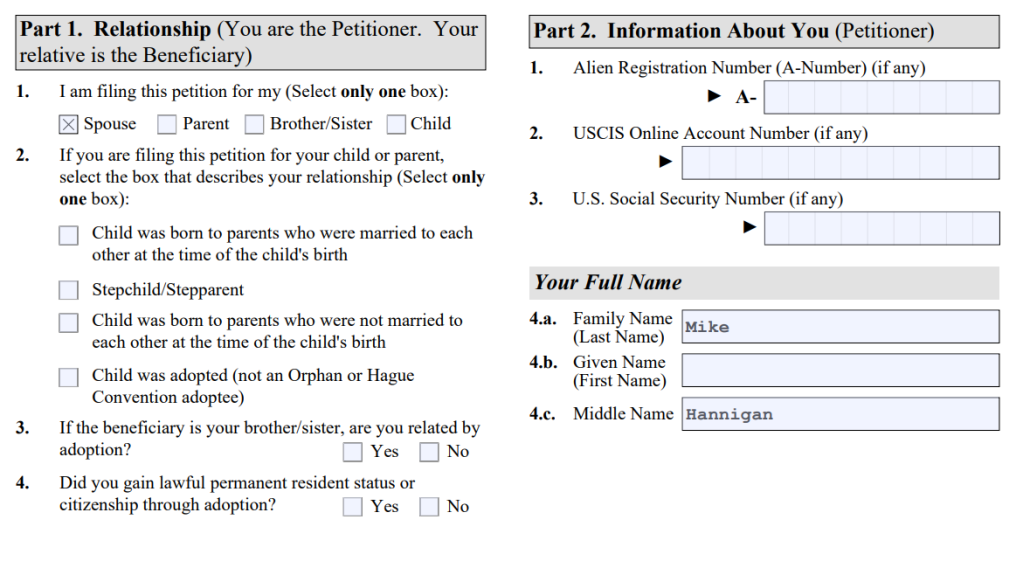 Part 1. Relationship (You are the Petitioner. Your
relative is the Beneficiary)
1. I am filing this petition for my (Select only one box):
Spouse Parent Brother/Sister Child
2. If you are filing this petition for your child or parent,
select the box that describes your relationship (Select only
one box):
Child was born to parents who were married to each
other at the time of the child's birth
Stepchild/Stepparent
Child was born to parents who were not married to
each other at the time of the child's birth
Child was adopted (not an Orphan or Hague
Convention adoptee)
3. If the beneficiary is your brother/sister, are you related by
adoption? Yes No
4. Did you gain lawful permanent resident status or
citizenship through adoption? Yes No
Part 2. Information About You (Petitioner)
1. Alien Registration Number (A-Number) (if any)
► A-
2. USCIS Online Account Number (if any)
►
3. U.S. Social Security Number (if any)
►
Your Full Name
4.a. Family Name
(Last Name) Mike
4.b. Given Name
(First Name)
4.c. Middle Name Hannigan